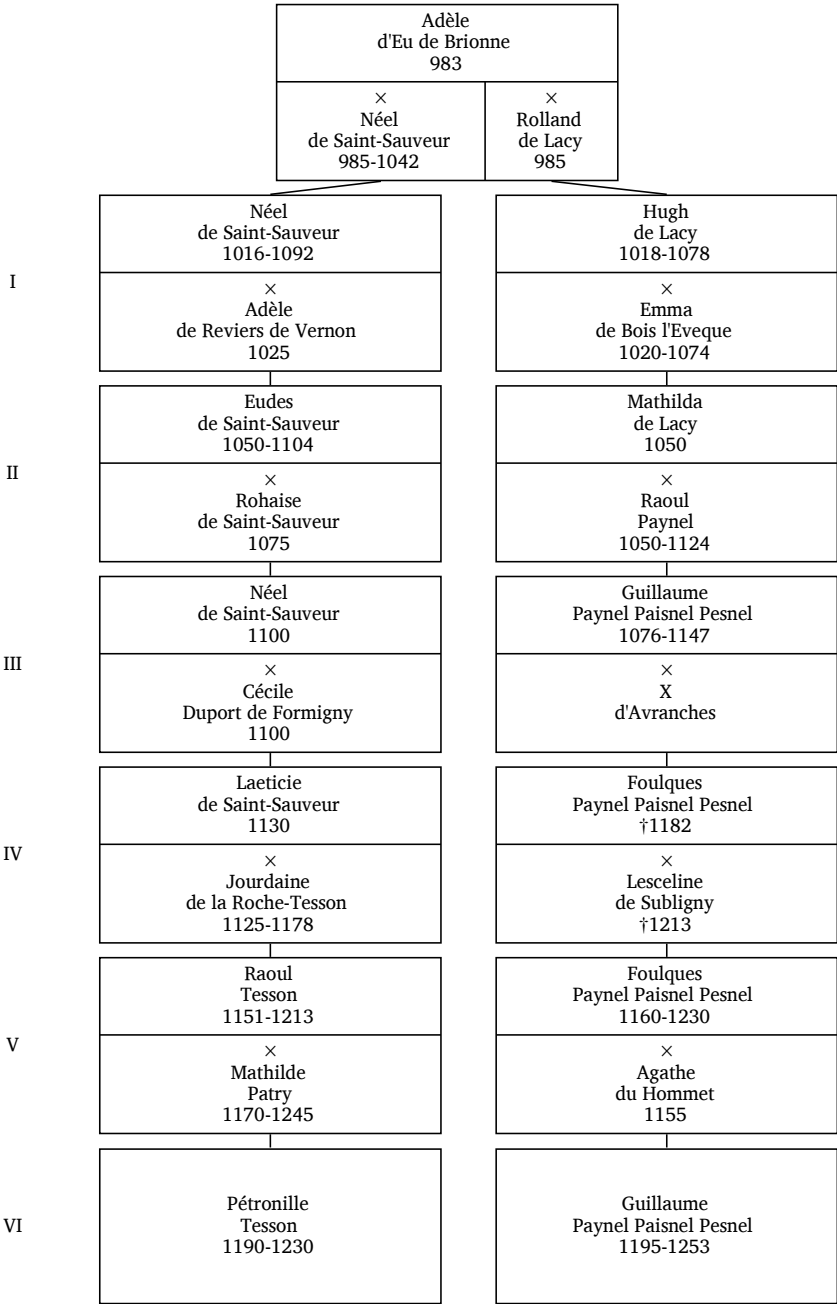 Adèle
d'Eu de Brionne
983
×
Néel
de Saint-Sauveur
985-1042
×
Rolland
de Lacy
985
I
Néel
de Saint-Sauveur
1016-1092
×
Adèle
de Reviers de Vernon
1025
Hugh
de Lacy
1018-1078
×
Emma
de Bois l'Eveque
1020-1074
II
Eudes
de Saint-Sauveur
1050-1104
×
Rohaise
de Saint-Sauveur
1075
Mathilda
de Lacy
1050
×
Raoul
Paynel
1050-1124
III
Néel
de Saint-Sauveur
1100
×
Cécile
Duport de Formigny
1100
Guillaume
Paynel Paisnel Pesnel
1076-1147
×
X
d'Avranches
IV
Laeticie
de Saint-Sauveur
1130
×
Jourdaine
de la Roche-Tesson
1125-1178
Foulques
Paynel Paisnel Pesnel
†1182
×
Lesceline
de Subligny
†1213
V
Raoul
Tesson
1151-1213
×
Mathilde
Patry
1170-1245
Foulques
Paynel Paisnel Pesnel
1160-1230
×
Agathe
du Hommet
1155
VI
Pétronille
Tesson
1190-1230
Guillaume
Paynel Paisnel Pesnel
1195-1253